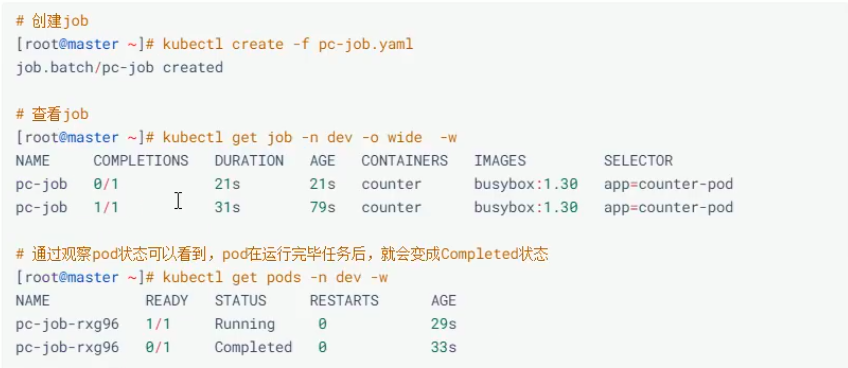 # 创建job
[root@master ~]# kubectl create -f pc-job.yaml
job.batch/pc-job created
# 查看job
[root@master ~]# kubectl get job -n dev -o wide  -w
NAME     COMPLETIONS   DURATION   AGE   CONTAINERS   IMAGES         SELECTOR
pc-job   0/1           21s        21s   counter      busybox:1.30   app=counter-pod
pc-job   1/1           31s        79s   counter      busybox:1.30   app=counter-pod
# 通过观察pod状态可以看到，pod在运行完毕任务后，就会变成Completed状态
[root@master ~]# kubectl get pods -n dev -w
NAME           READY   STATUS     RESTARTS      AGE
pc-job-rxg96   1/1     Running     0            29s
pc-job-rxg96   0/1     Completed   0            33s